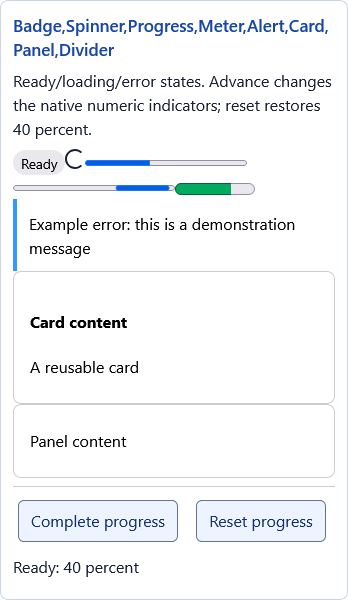 Badge,Spinner,Progress,Meter,Alert,Card,
Panel,Divider
Ready/loading/error states. Advance changes
the native numeric indicators; reset restores
40 percent.
Ready
Example error: this is a demonstration
message
Card content
A reusable card
Panel content
Complete progress
Reset progress
Ready: 40 percent